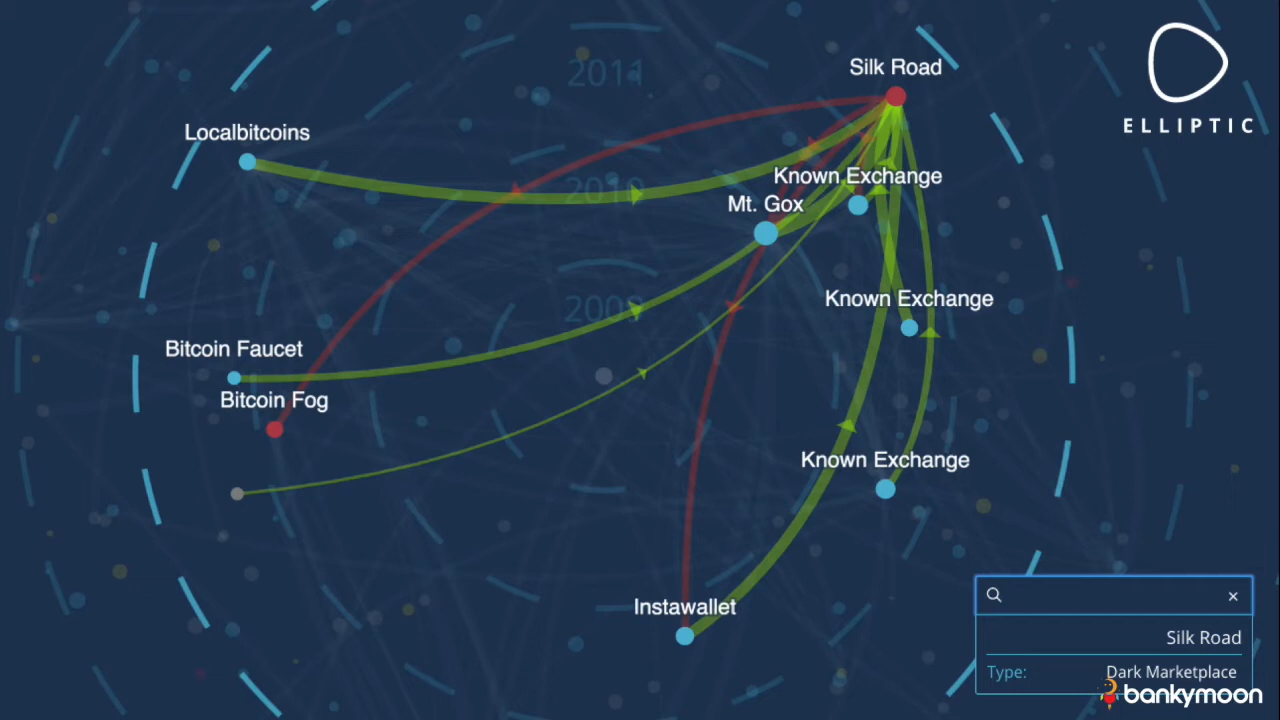 2011
Silk Road
ELLIPTIC
Localbitcoins
Known Exchange
2010
Mt. Gox
Known Exchange
2009
Bitcoin Faucet
Bitcoin Fog
Known Exchange
Instawallet
Silk Road
Type: Dark Marketplace
bankymoon